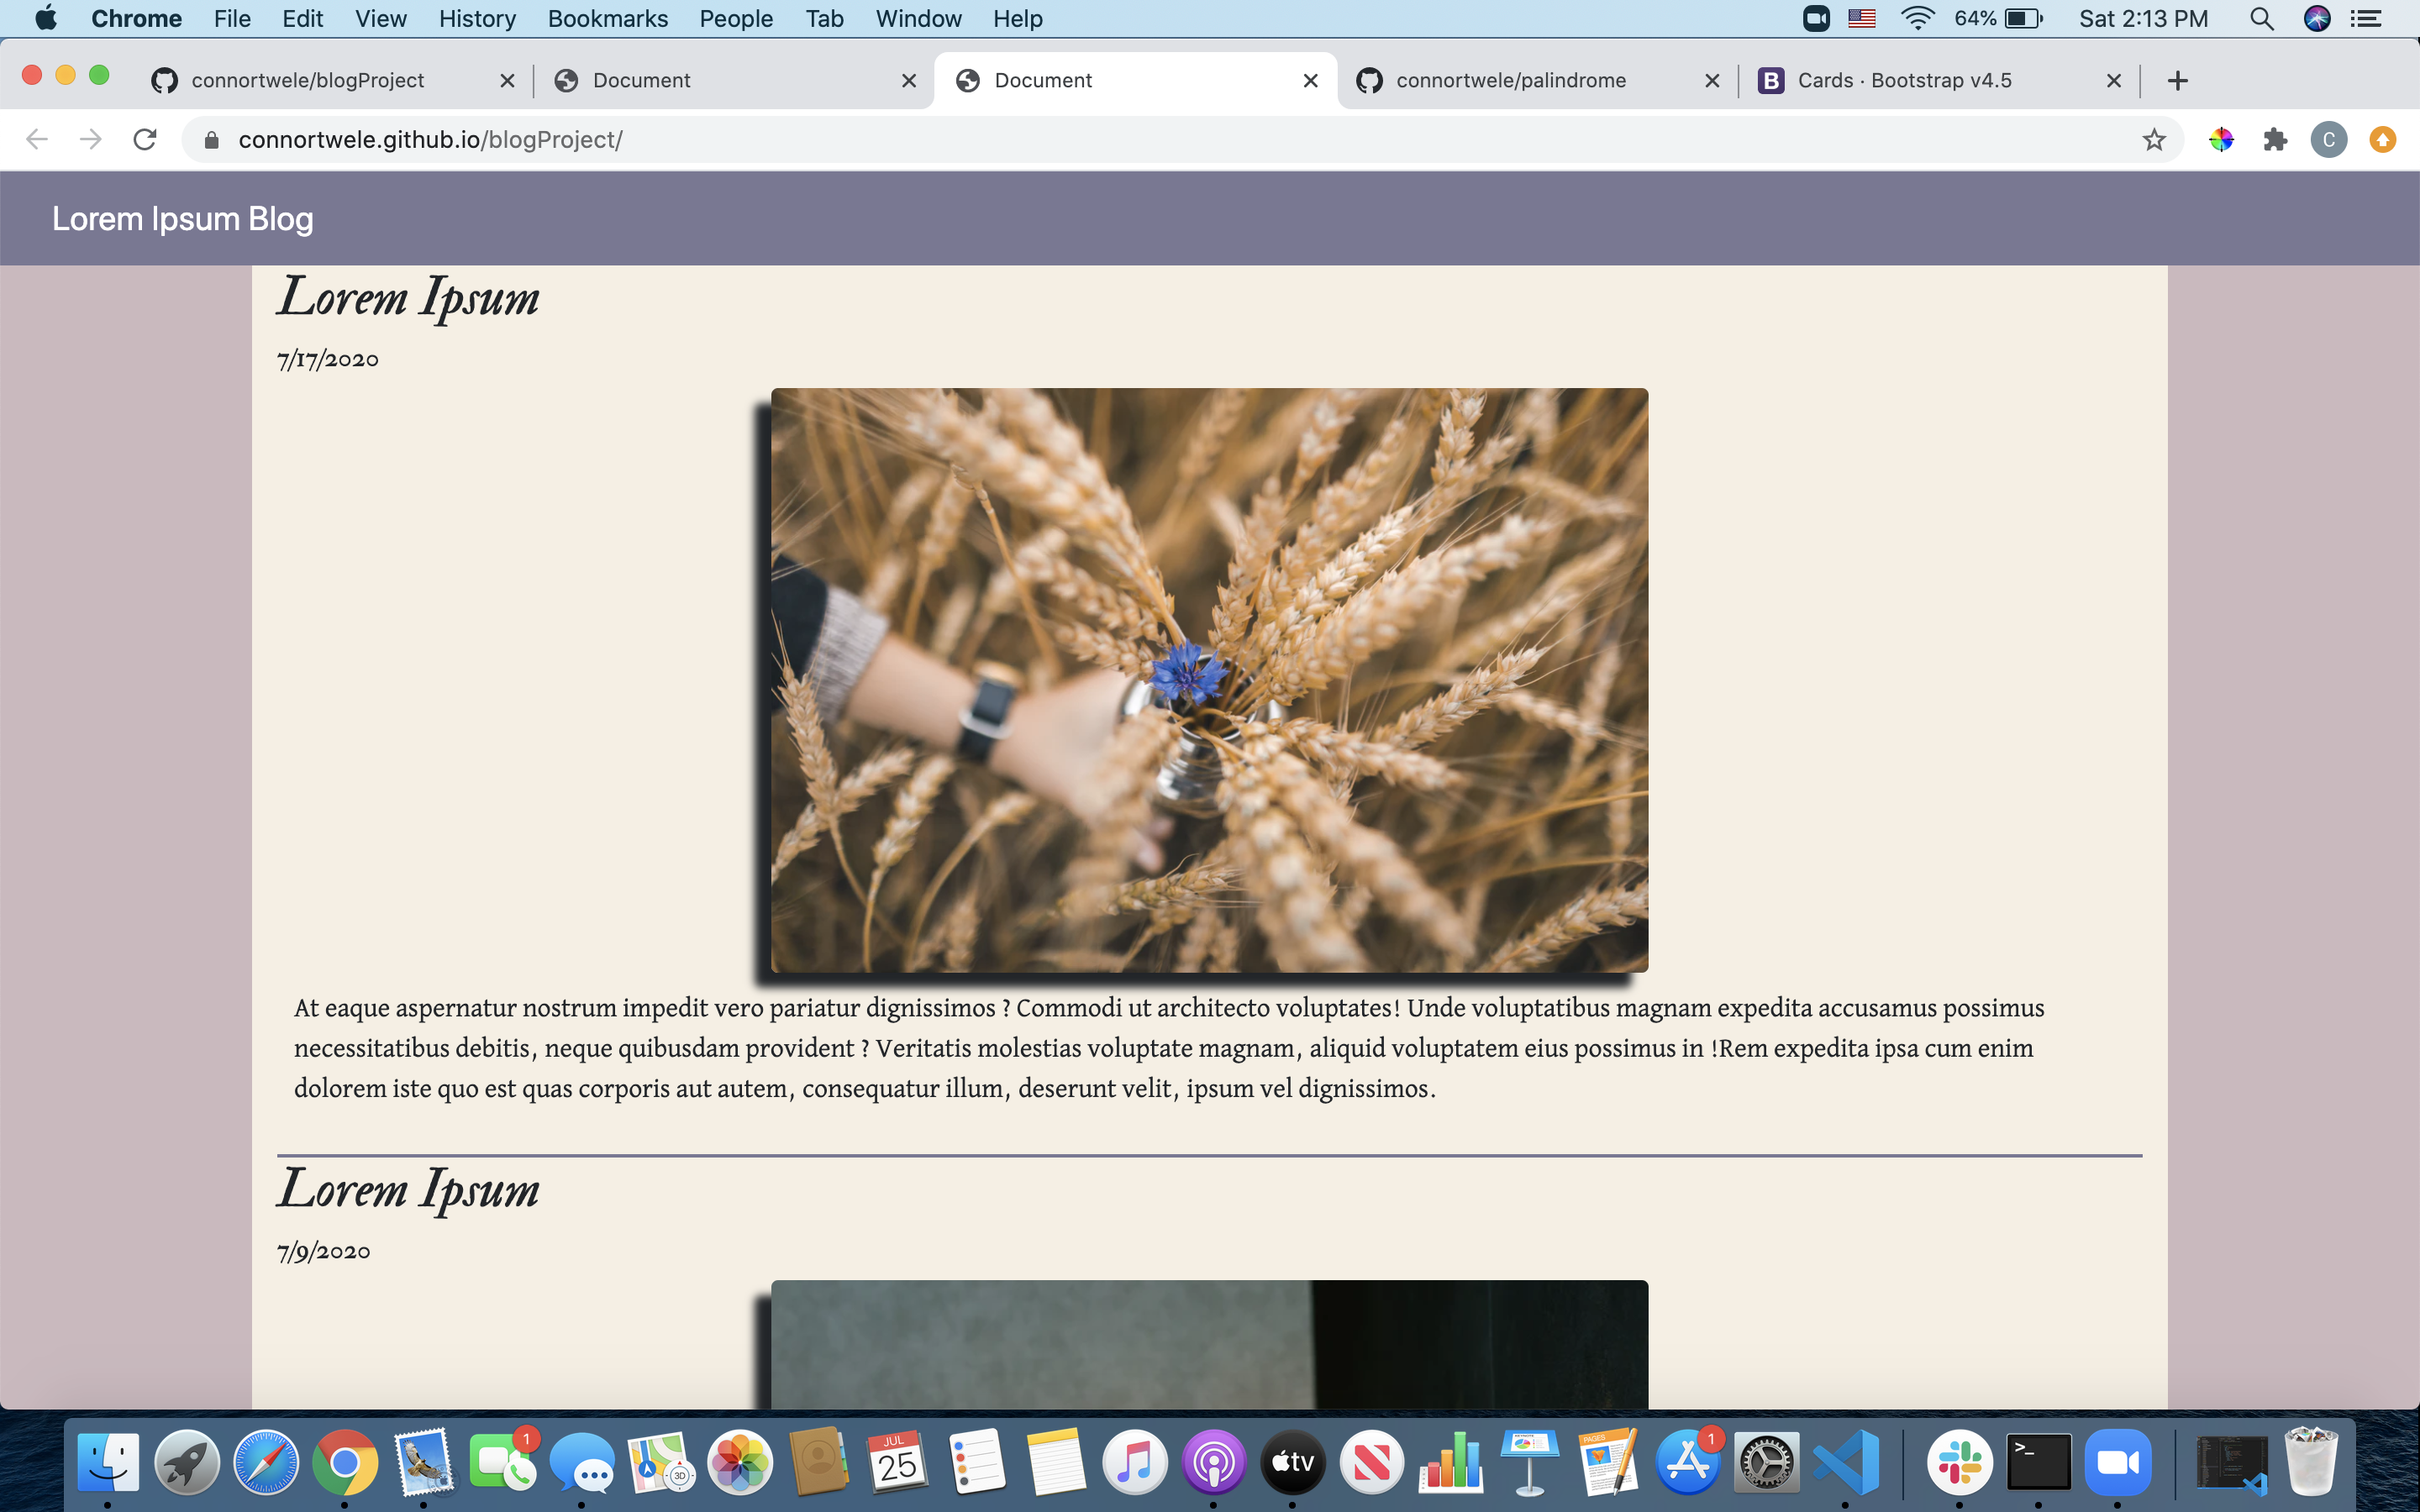 Chrome File Edit View History Bookmarks People Tab Window Help 64% Sat 2:13 PM
connortwele/blogProject Document Document connortwele/palindrome B Cards · Bootstrap v4.5
connortwele.github.io/blogProject/ C
Lorem Ipsum Blog
Lorem Ipsum
7/17/2020
At eaque aspernatur nostrum impedit vero pariatur dignissimos ? Commodi ut architecto voluptates! Unde voluptatibus magnam expedita accusamus possimus
necessitatibus debitis, neque quibusdam provident ? Veritatis molestias voluptate magnam, aliquid voluptatem eius possimus in !Rem expedita ipsa cum enim
dolorem iste quo est quas corporis aut autem, consequatur illum, deserunt velit, ipsum vel dignissimos.
Lorem Ipsum
7/9/2020
1 3D JUL 25 tv PAGES 1 >_